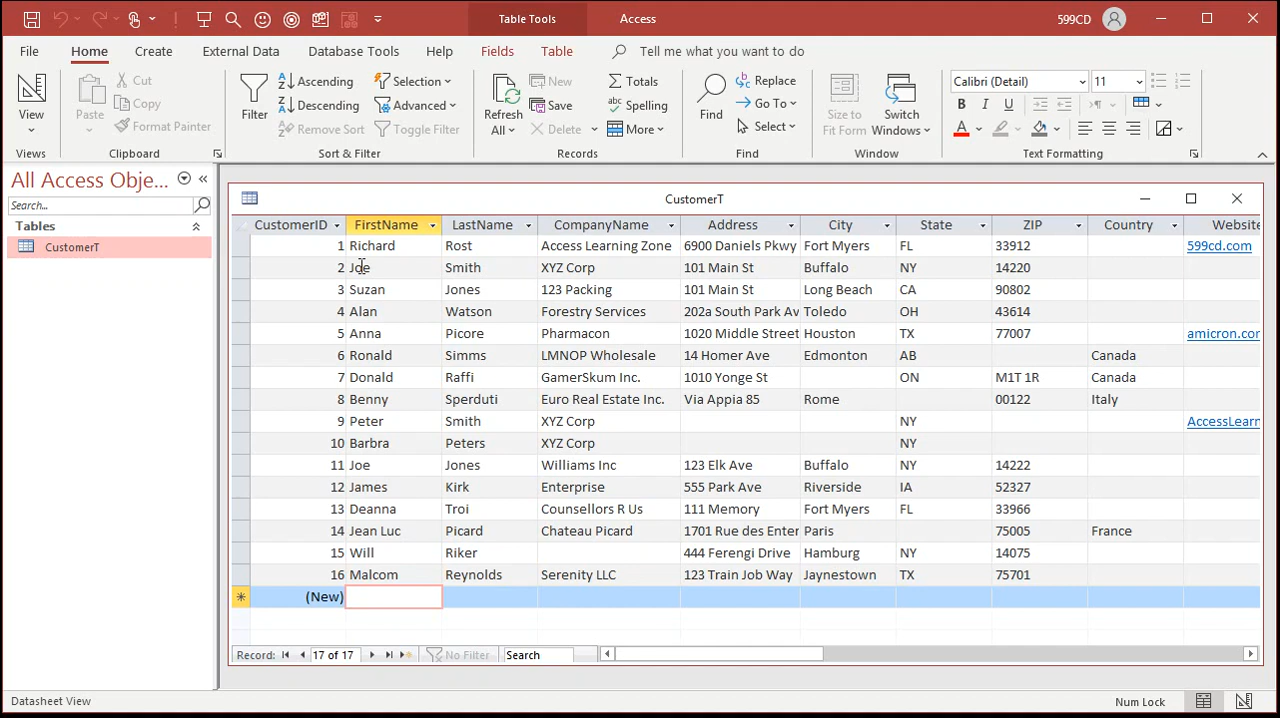 Table Tools
Access
599CD
File Home Create External Data Database Tools Help Fields Table Tell me what you want to do
View
Paste
Cut
Copy
Format Painter
Filter
Ascending
Descending
Remove Sort
Selection
Advanced
Toggle Filter
Refresh All
New
Save
Delete
Totals
Spelling
More
Find
Replace
Go To
Select
Size to Fit Form
Switch Windows
Calibri (Detail) 11
B I U
Views Clipboard Sort & Filter Records Find Window Text Formatting
All Access Obje...
Search...
Tables
CustomerT
CustomerT
CustomerID FirstName LastName CompanyName Address City State ZIP Country Website
1 Richard Rost Access Learning Zone 6900 Daniels Pkwy Fort Myers FL 33912 599cd.com
2 Joe Smith XYZ Corp 101 Main St Buffalo NY 14220
3 Suzan Jones 123 Packing 101 Main St Long Beach CA 90802
4 Alan Watson Forestry Services 202a South Park Av Toledo OH 43614
5 Anna Picore Pharmacon 1020 Middle Street Houston TX 77007 amicron.cor
6 Ronald Simms LMNOP Wholesale 14 Homer Ave Edmonton AB Canada
7 Donald Raffi GamerSkum Inc. 1010 Yonge St ON M1T 1R Canada
8 Benny Sperduti Euro Real Estate Inc. Via Appia 85 Rome 00122 Italy
9 Peter Smith XYZ Corp NY AccessLearn
10 Barbra Peters XYZ Corp NY
11 Joe Jones Williams Inc 123 Elk Ave Buffalo NY 14222
12 James Kirk Enterprise 555 Park Ave Riverside IA 52327
13 Deanna Troi Counsellors R Us 111 Memory Fort Myers FL 33966
14 Jean Luc Picard Chateau Picard 1701 Rue des Enter Paris 75005 France
15 Will Riker 444 Ferengi Drive Hamburg NY 14075
16 Malcom Reynolds Serenity LLC 123 Train Job Way Jaynestown TX 75701
(New)
Record: 17 of 17 No Filter Search
Datasheet View
Num Lock